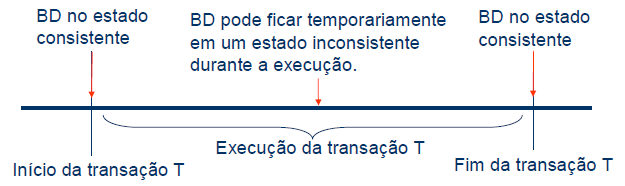 BD no estado
consistente
BD pode ficar temporariamente
em um estado inconsistente
durante a execução.
BD no estado
consistente
Execução da transação T
Início da transação T
Fim da transação T